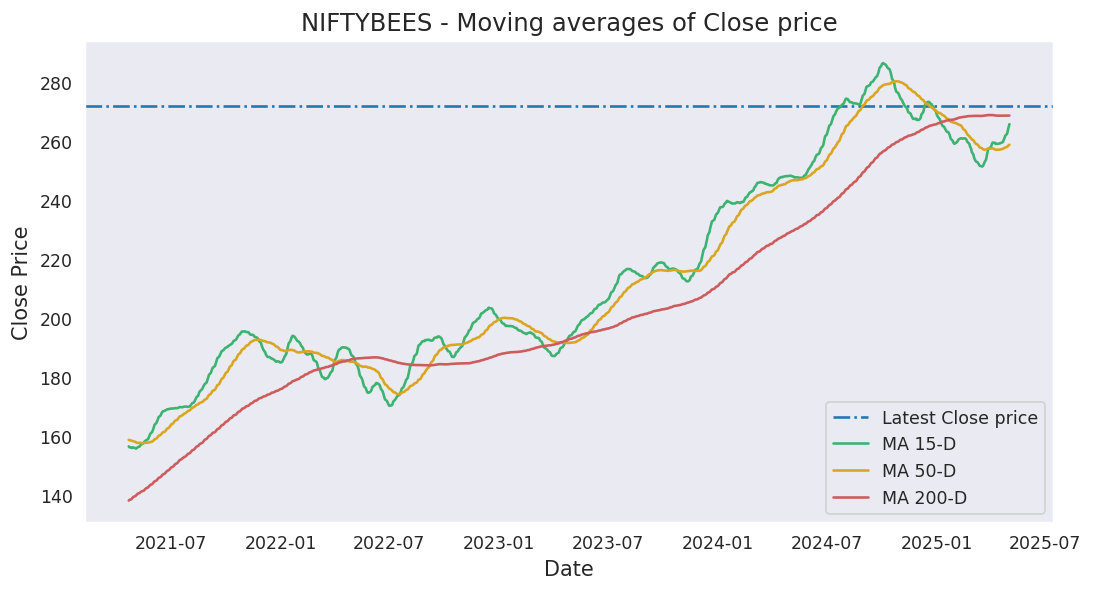 NIFTYBEES - Moving averages of Close price
Close Price
280
260
240
220
200
180
160
140
Latest Close price
MA 15-D
MA 50-D
MA 200-D
2021-07 2022-01 2022-07 2023-01 2023-07 2024-01 2024-07 2025-01 2025-07
Date